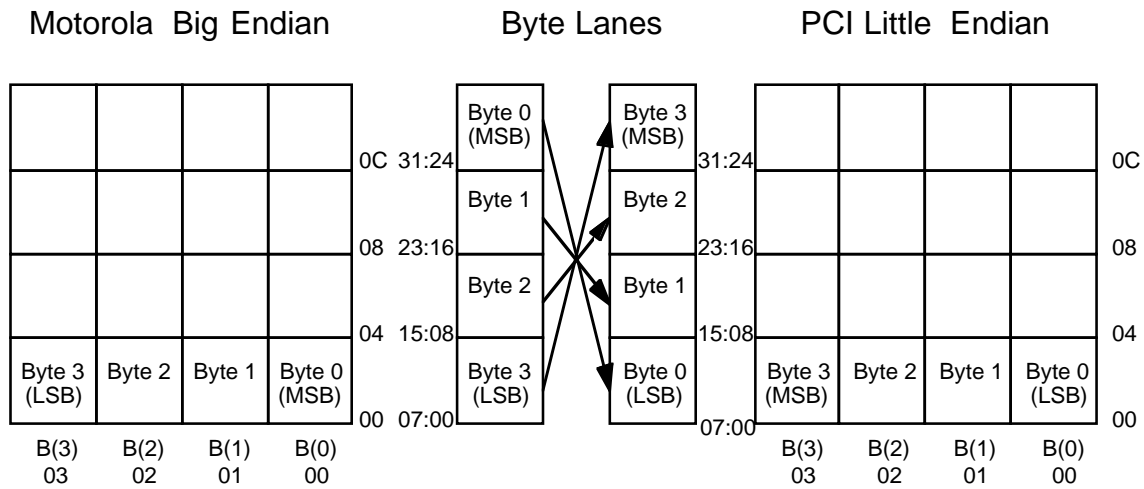 Motorola Big Endian
Byte Lanes
PCI Little Endian
Byte 0
(MSB)
Byte 3
(MSB)
0C 31:24
31:24
0C
Byte 1
Byte 2
08 23:16
23:16
08
Byte 2
Byte 1
04 15:08
15:08
04
Byte 3
(LSB)
Byte 2
Byte 1
Byte 0
(MSB)
Byte 3
(LSB)
Byte 0
(LSB)
Byte 3
(MSB)
Byte 2
Byte 1
Byte 0
(LSB)
00 07:00
07:00
00
B(3)
03
B(2)
02
B(1)
01
B(0)
00
B(3)
03
B(2)
02
B(1)
01
B(0)
00